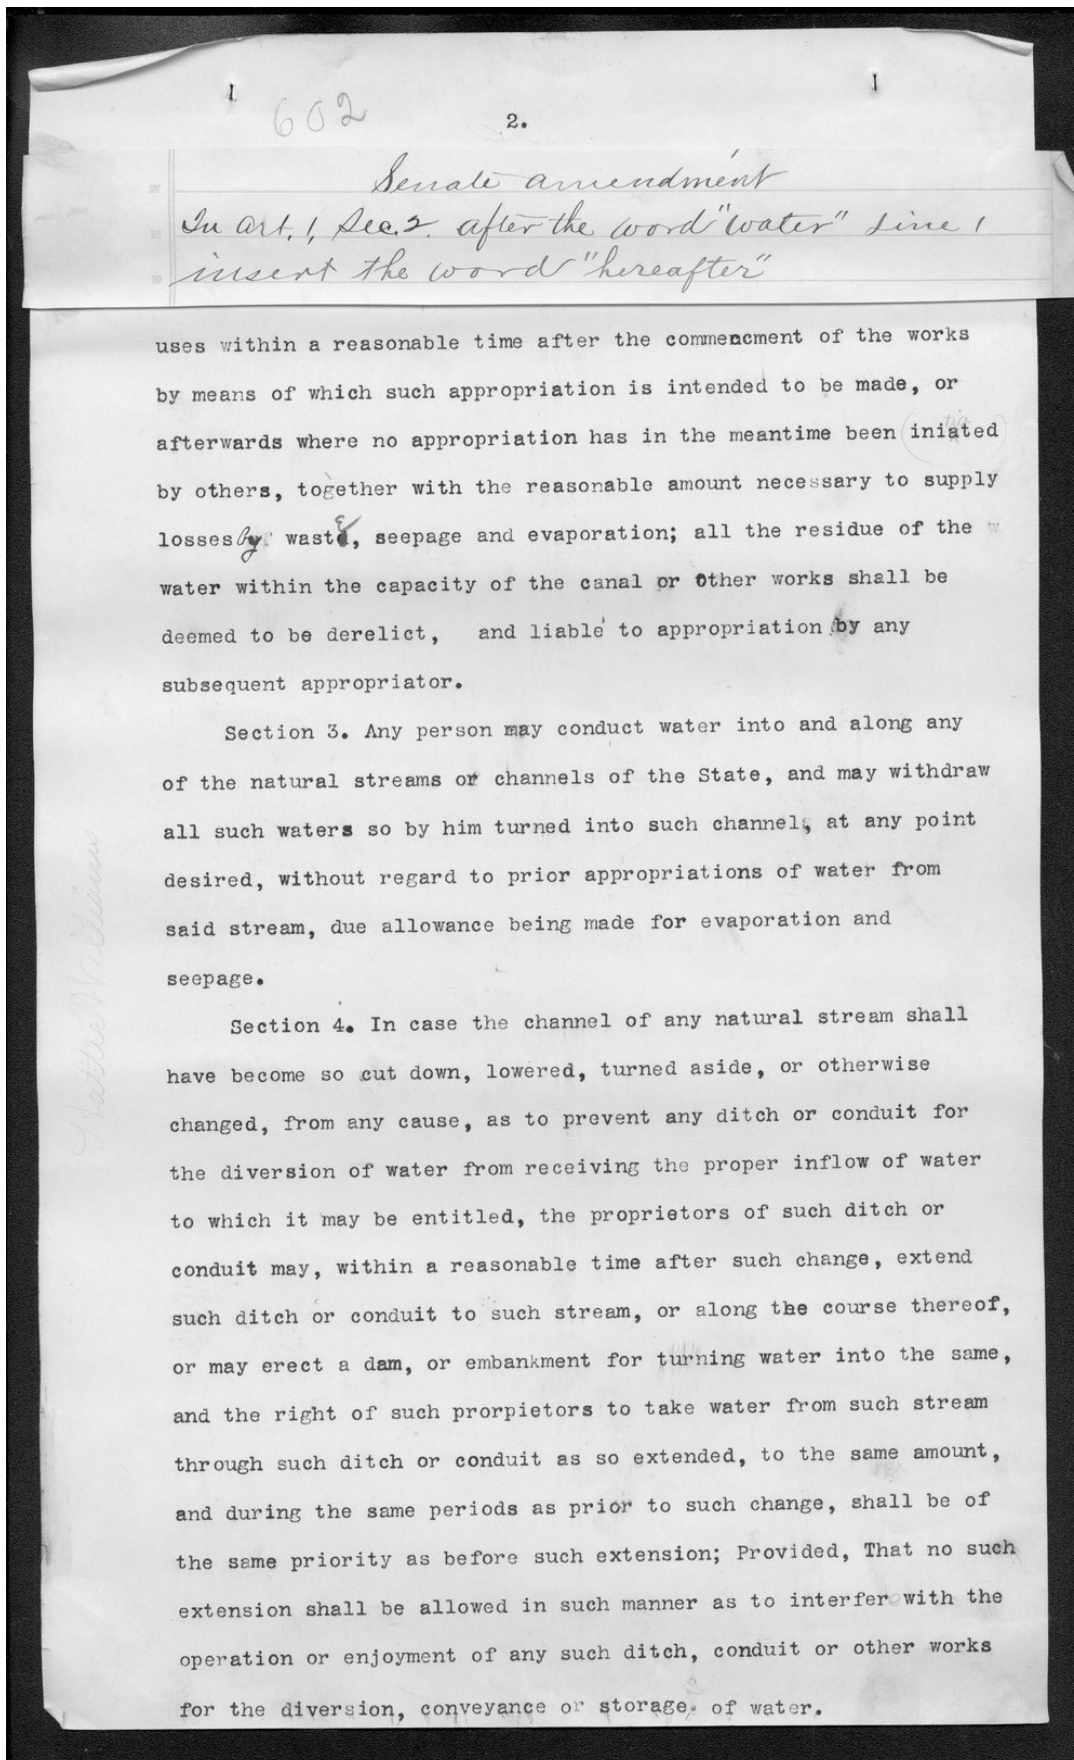 602
2.
Senate amendment
In Art. 1, Sec. 2. after the word "water" line 1
insert the word "hereafter"
uses within a reasonable time after the commencment of the works
by means of which such appropriation is intended to be made, or
afterwards where no appropriation has in the meantime been iniated
by others, together with the reasonable amount necessary to supply
losses by waste, seepage and evaporation; all the residue of the w
water within the capacity of the canal or other works shall be
deemed to be derelict, and liable to appropriation by any
subsequent appropriator.
Section 3. Any person may conduct water into and along any
of the natural streams or channels of the State, and may withdraw
all such waters so by him turned into such channel, at any point
desired, without regard to prior appropriations of water from
said stream, due allowance being made for evaporation and
seepage.
Section 4. In case the channel of any natural stream shall
have become so cut down, lowered, turned aside, or otherwise
changed, from any cause, as to prevent any ditch or conduit for
the diversion of water from receiving the proper inflow of water
to which it may be entitled, the proprietors of such ditch or
conduit may, within a reasonable time after such change, extend
such ditch or conduit to such stream, or along the course thereof,
or may erect a dam, or embankment for turning water into the same,
and the right of such prorpietors to take water from such stream
through such ditch or conduit as so extended, to the same amount,
and during the same periods as prior to such change, shall be of
the same priority as before such extension; Provided, That no such
extension shall be allowed in such manner as to interfere with the
operation or enjoyment of any such ditch, conduit or other works
for the diversion, conveyance or storage. of water.
Williams